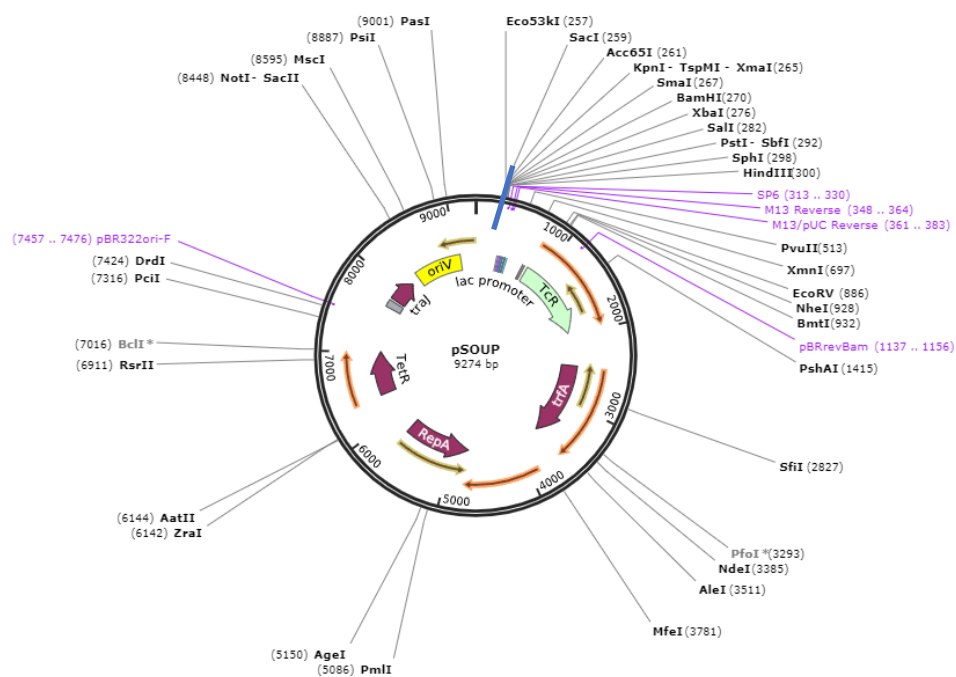 (9001) PasI
(8887) PsiI
(8595) MscI
(8448) NotI - SacII
Eco53kI (257)
SacI (259)
Acc65I (261)
KpnI - TspMI - XmaI (265)
SmaI (267)
BamHI (270)
XbaI (276)
SalI (282)
PstI - SbfI (292)
SphI (298)
HindIII (300)
SP6 (313 .. 330)
M13 Reverse (348 .. 364)
M13/pUC Reverse (361 .. 383)
PvuII (513)
XmnI (697)
EcoRV (886)
NheI (928)
BmtI (932)
pBRrevBam (1137 .. 1156)
PshAI (1415)
SfiI (2827)
PfoI * (3293)
NdeI (3385)
AleI (3511)
MfeI (3781)
(5086) PmlI
(5150) AgeI
(6142) ZraI
(6144) AatII
(6911) RsrII
(7016) BclI *
(7316) PciI
(7424) DrdI
(7457 .. 7476) pBR322ori-F
1000
2000
3000
4000
5000
6000
7000
8000
9000
oriV
traJ
lac promoter
TcR
trfA
RepA
TetR
pSOUP
9274 bp